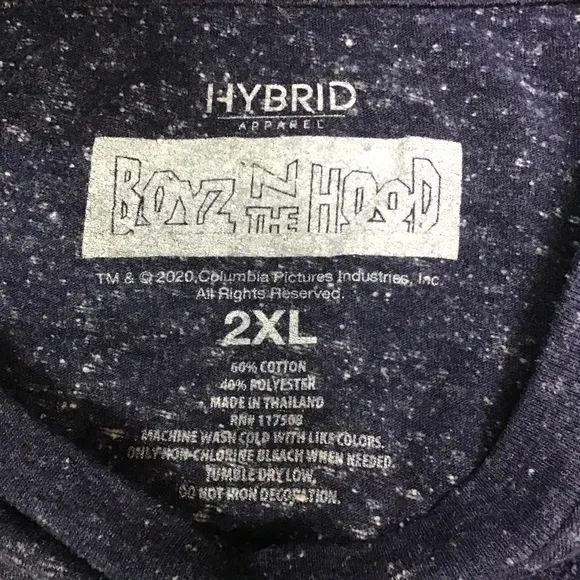 HYBRID
APPAREL
BOYZ N THE HOOD
TM & © 2020 Columbia Pictures Industries, Inc.
All Rights Reserved.
2XL
60% COTTON
40% POLYESTER
MADE IN THAILAND
RN# 117508
MACHINE WASH COLD WITH LIKE COLORS.
ONLY NON-CHLORINE BLEACH WHEN NEEDED.
TUMBLE DRY LOW,
DO NOT IRON DECORATION.